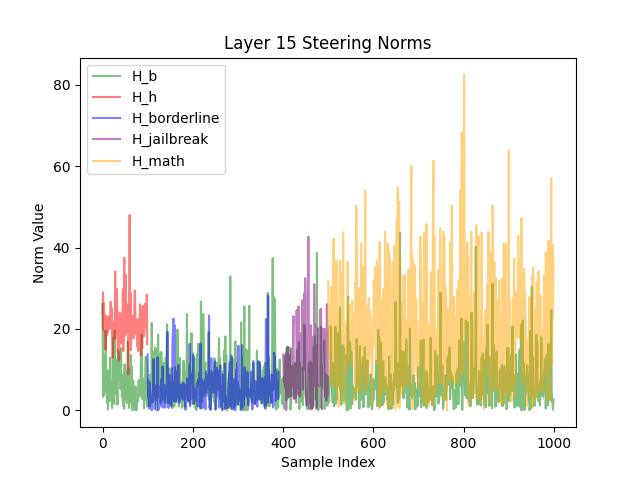 Layer 15 Steering Norms
H_b
H_h
H_borderline
H_jailbreak
H_math
Norm Value
80
60
40
20
0
0 200 400 600 800 1000
Sample Index